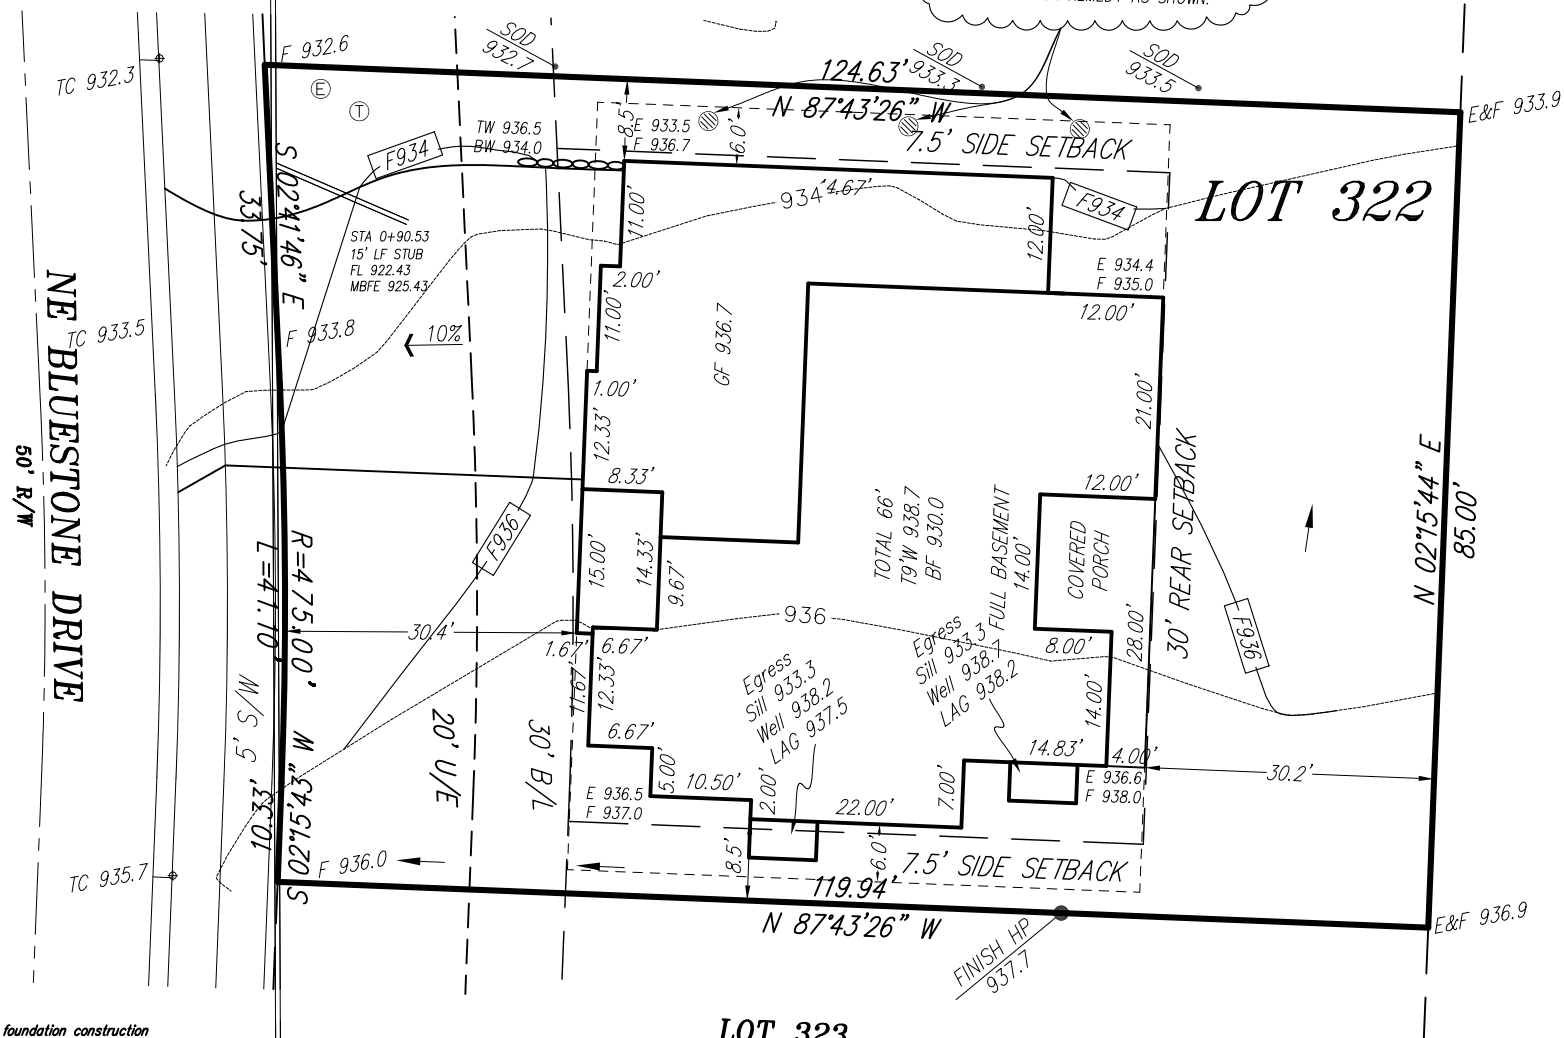 SOD
932.7
124.63'
SOD
933.3
SOD
933.5
F 932.6
TC 932.3
E
T
N 87°43'26" W
E&F 933.9
TW 936.5
BW 934.0
8.5'
E 933.5
F 936.7
6.0'
7.5' SIDE SETBACK
F934
S 02°41'46" E
33.75'
11.00'
934
4.67'
12.00'
F934
LOT 322
STA 0+90.53
15' LF STUB
FL 922.43
MBFE 925.43
2.00'
E 934.4
F 935.0
12.00'
TC 933.5
F 933.8
10%
11.00'
GF 936.7
1.00'
12.33'
21.00'
NE BLUESTONE DRIVE
50' R/W
8.33'
12.00'
30' REAR SETBACK
N 02°15'44" E
85.00'
F936
15.00'
14.33'
9.67'
TOTAL 66'
T9'W 938.7
BF 930.0
FULL BASEMENT
14.00'
COVERED
PORCH
R=475.00'
L=41.10'
30.4'
1.67'
6.67'
936
8.00'
28.00'
F936
11.67'
12.33'
Egress
Sill 933.3
Well 938.2
LAG 937.5
Egress
Sill 933.3
Well 938.7
LAG 938.2
14.00'
5' S/W
20' U/E
30' B/L
6.67'
5.00'
10.50'
2.00'
22.00'
7.00'
14.83'
4.00'
30.2'
E 936.5
F 937.0
E 936.6
F 938.0
S 02°15'43" W
10.33'
TC 935.7
F 936.0
8.5'
6.0'
7.5' SIDE SETBACK
119.94'
N 87°43'26" W
FINISH HP
937.7
E&F 936.9
foundation construction
LOT 323